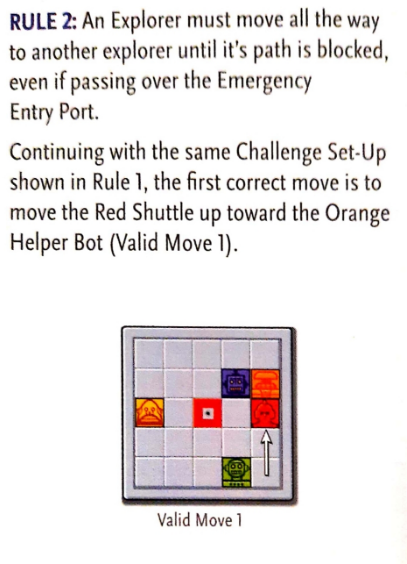 RULE 2: An Explorer must move all the way
to another explorer until it's path is blocked,
even if passing over the Emergency
Entry Port.
Continuing with the same Challenge Set-Up
shown in Rule 1, the first correct move is to
move the Red Shuttle up toward the Orange
Helper Bot (Valid Move 1).
Valid Move 1